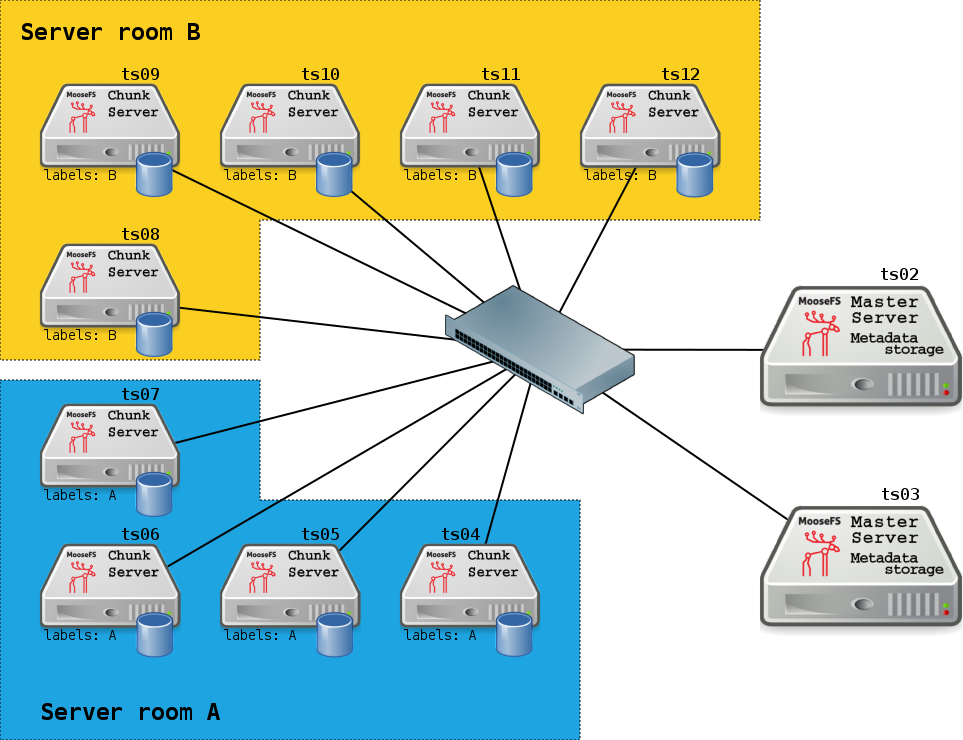 Server room B
ts09
MooseFS Chunk
Server
labels: B
ts10
MooseFS Chunk
Server
labels: B
ts11
MooseFS Chunk
Server
labels: B
ts12
MooseFS Chunk
Server
labels: B
ts08
MooseFS Chunk
Server
labels: B
ts02
MooseFS Master
Server
Metadata
storage
ts07
MooseFS Chunk
Server
labels: A
ts06
MooseFS Chunk
Server
labels: A
ts05
MooseFS Chunk
Server
labels: A
ts04
MooseFS Chunk
Server
labels: A
ts03
MooseFS Master
Server
Metadata
storage
Server room A